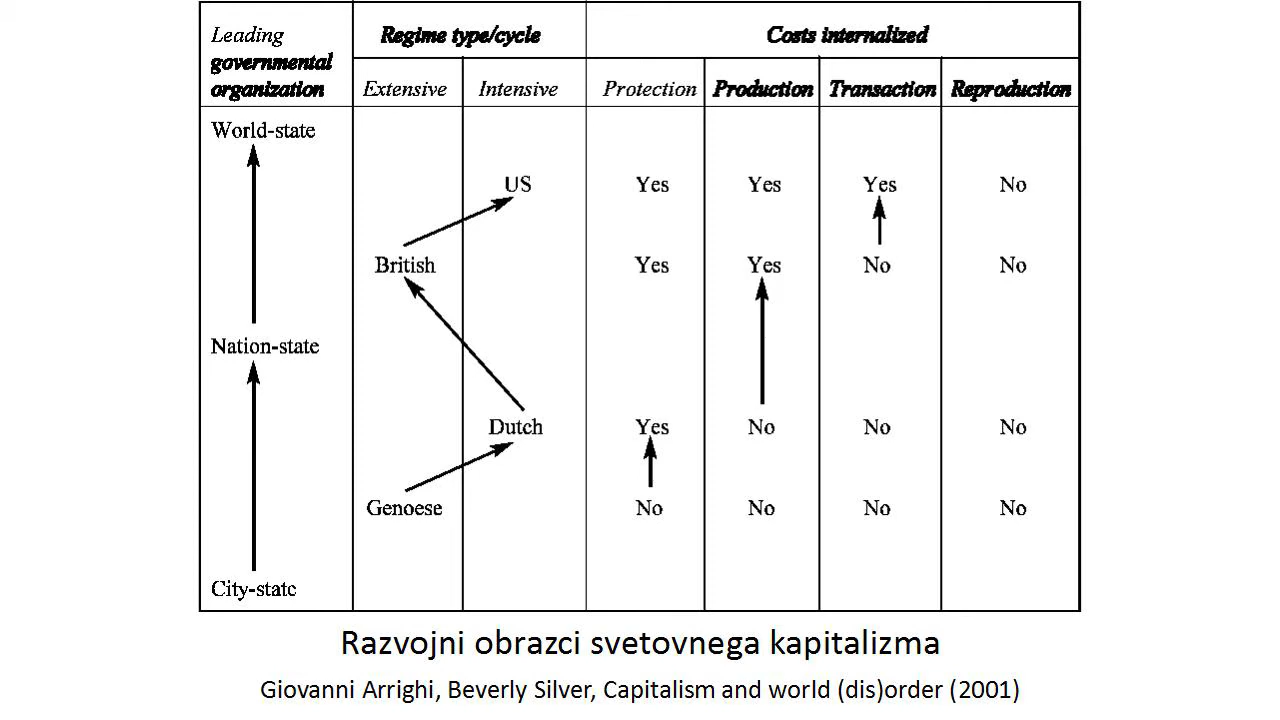 Leading governmental organization
Regime type/cycle
Costs internalized
Extensive
Intensive
Protection
Production
Transaction
Reproduction
World-state
US Yes Yes Yes No
British Yes Yes No No
Nation-state
Dutch Yes No No No
Genoese No No No No
City-state
Razvojni obrazci svetovnega kapitalizma
Giovanni Arrighi, Beverly Silver, Capitalism and world (dis)order (2001)